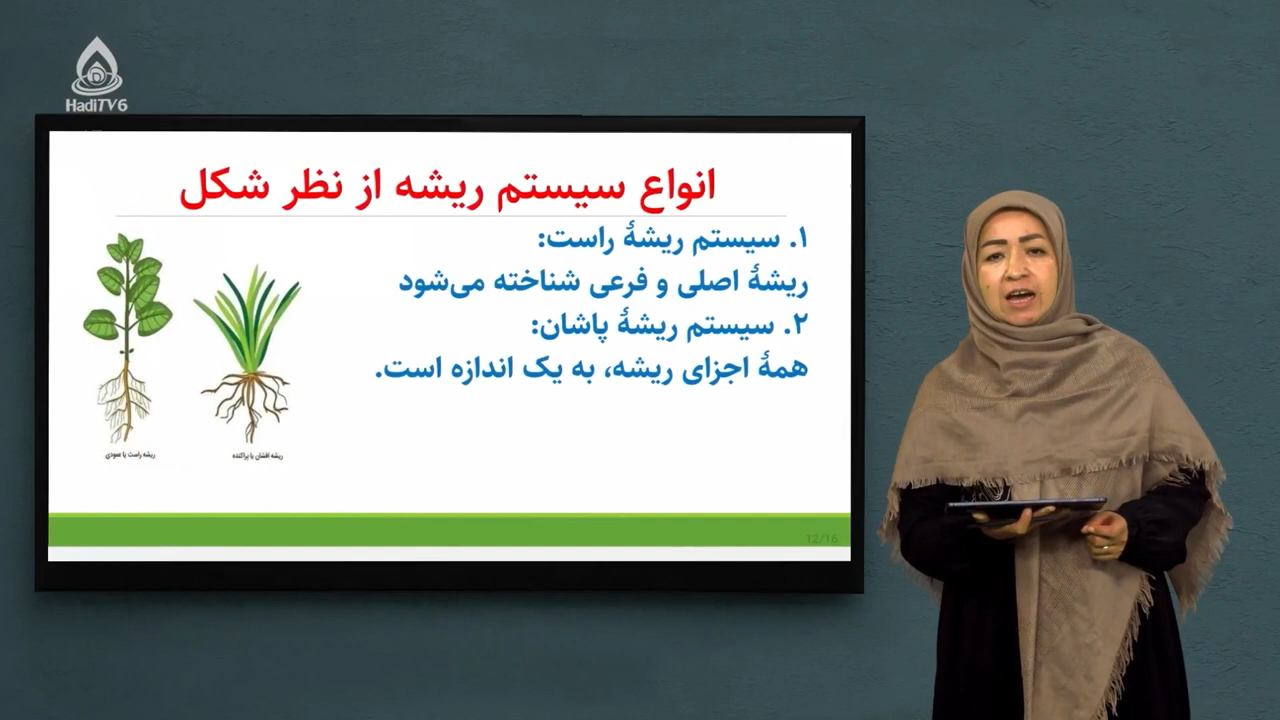 HadiTV6
انواع سیستم ریشه از نظر شکل
۱. سیستم ریشهٔ راست:
ریشهٔ اصلی و فرعی شناخته می‌شود
۲. سیستم ریشهٔ پاشان:
همهٔ اجزای ریشه، به یک اندازه است.
ریشه افشان یا پراکنده
ریشه راست یا عمودی
12/16